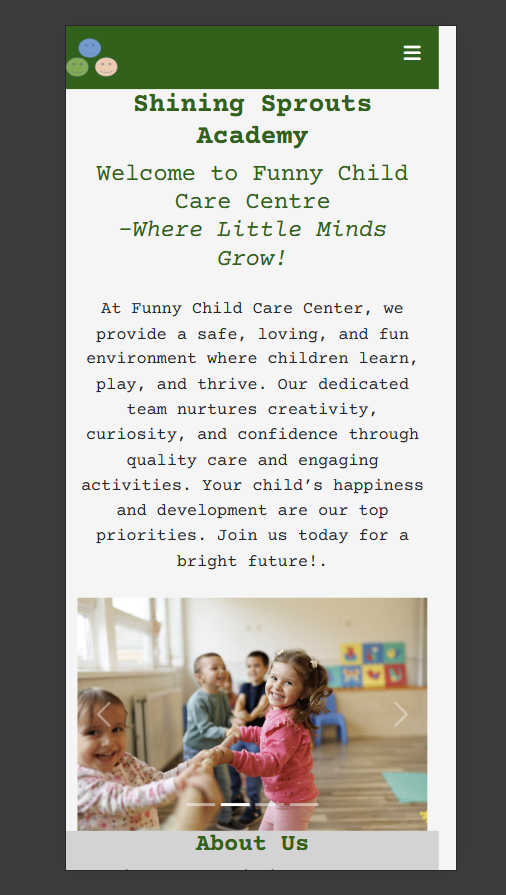 Shining Sprouts
Academy
Welcome to Funny Child
Care Centre
–Where Little Minds
Grow!
At Funny Child Care Center, we
provide a safe, loving, and fun
environment where children learn,
play, and thrive. Our dedicated
team nurtures creativity,
curiosity, and confidence through
quality care and engaging
activities. Your child’s happiness
and development are our top
priorities. Join us today for a
bright future!.
About Us